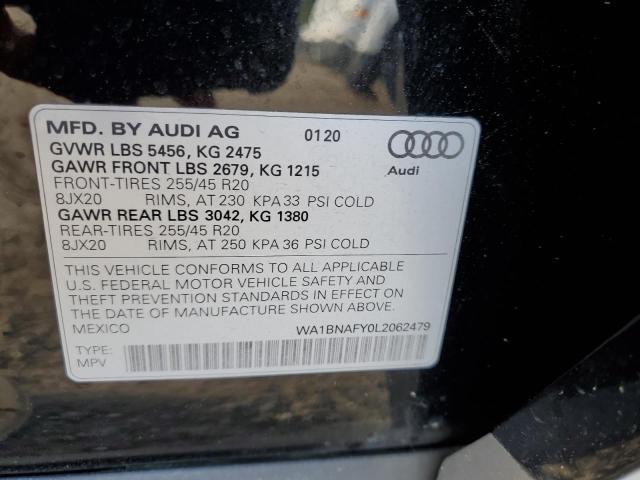 MFD. BY AUDI AG 0120
GVWR LBS 5456, KG 2475
GAWR FRONT LBS 2679, KG 1215
FRONT-TIRES 255/45 R20
8JX20 RIMS, AT 230 KPA 33 PSI COLD
GAWR REAR LBS 3042, KG 1380
REAR-TIRES 255/45 R20
8JX20 RIMS, AT 250 KPA 36 PSI COLD
Audi
THIS VEHICLE CONFORMS TO ALL APPLICABLE
U.S. FEDERAL MOTOR VEHICLE SAFETY AND
THEFT PREVENTION STANDARDS IN EFFECT ON
THE DATE OF MANUFACTURE SHOWN ABOVE.
MEXICO WA1BNAFY0L2062479
TYPE:
MPV